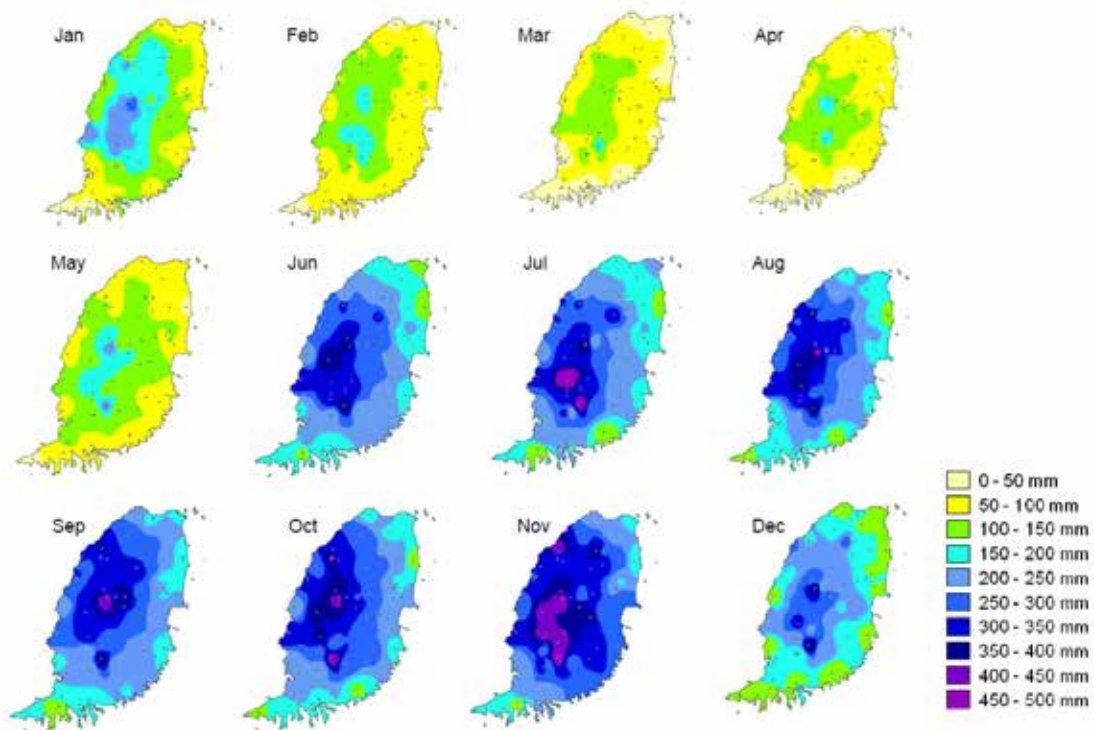 Jan
Feb
Mar
Apr
May
Jun
Jul
Aug
Sep
Oct
Nov
Dec
0 - 50 mm
50 - 100 mm
100 - 150 mm
150 - 200 mm
200 - 250 mm
250 - 300 mm
300 - 350 mm
350 - 400 mm
400 - 450 mm
450 - 500 mm